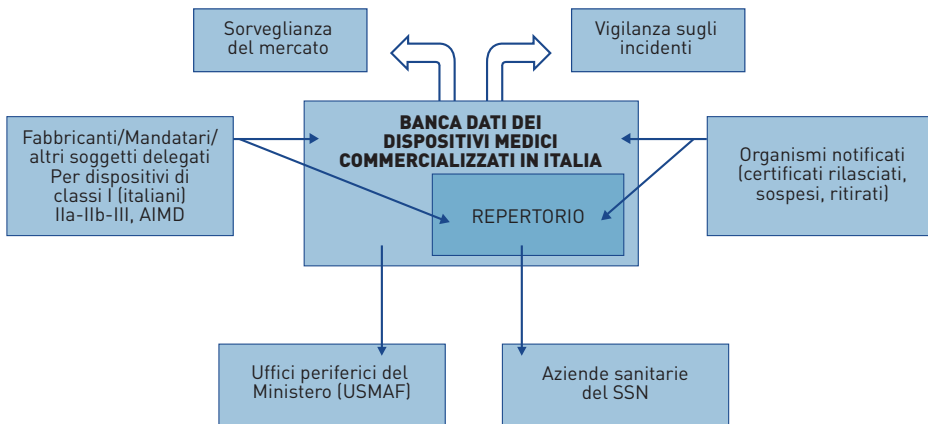 Sorveglianza
del mercato
Vigilanza sugli
incidenti
Fabbricanti/Mandatari/
altri soggetti delegati
Per dispositivi di
classi I (italiani)
IIa-IIb-III, AIMD
BANCA DATI DEI
DISPOSITIVI MEDICI
COMMERCIALIZZATI IN ITALIA
REPERTORIO
Organismi notificati
(certificati rilasciati,
sospesi, ritirati)
Uffici periferici del
Ministero (USMAF)
Aziende sanitarie
del SSN